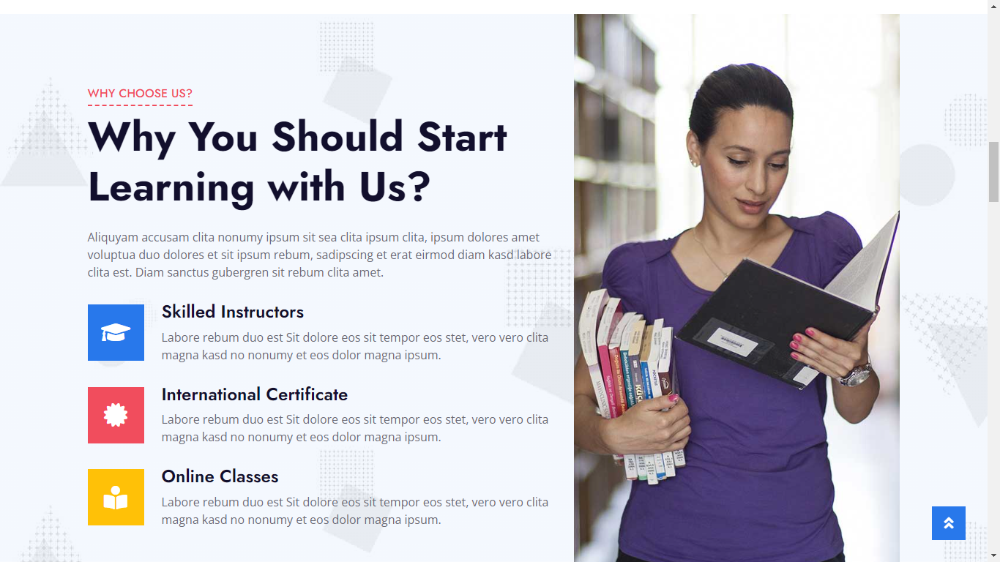 WHY CHOOSE US?
Why You Should Start
Learning with Us?
Aliquyam accusam clita nonumy ipsum sit sea clita ipsum clita, ipsum dolores amet
voluptua duo dolores et sit ipsum rebum, sadipscing et erat eirmod diam kasd labore
clita est. Diam sanctus gubergren sit rebum clita amet.
Skilled Instructors
Labore rebum duo est Sit dolore eos sit tempor eos stet, vero vero clita
magna kasd no nonumy et eos dolor magna ipsum.
International Certificate
Labore rebum duo est Sit dolore eos sit tempor eos stet, vero vero clita
magna kasd no nonumy et eos dolor magna ipsum.
Online Classes
Labore rebum duo est Sit dolore eos sit tempor eos stet, vero vero clita
magna kasd no nonumy et eos dolor magna ipsum.